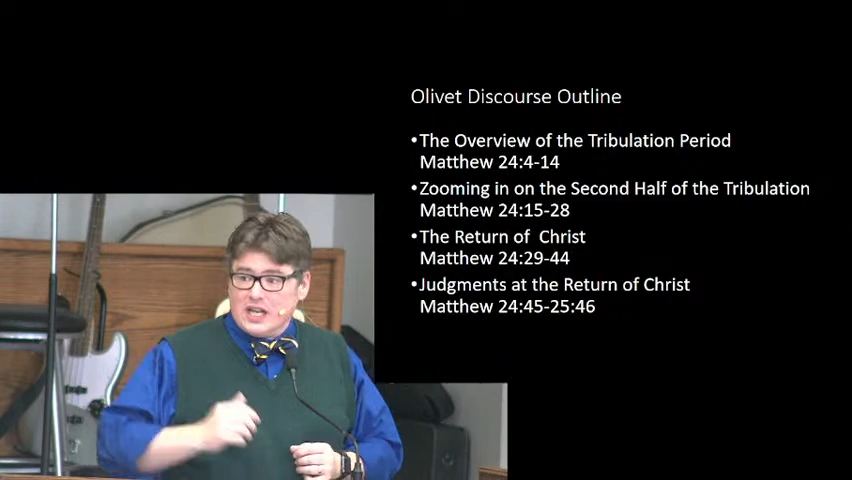 Olivet Discourse Outline
•The Overview of the Tribulation Period
Matthew 24:4-14
•Zooming in on the Second Half of the Tribulation
Matthew 24:15-28
•The Return of Christ
Matthew 24:29-44
•Judgments at the Return of Christ
Matthew 24:45-25:46